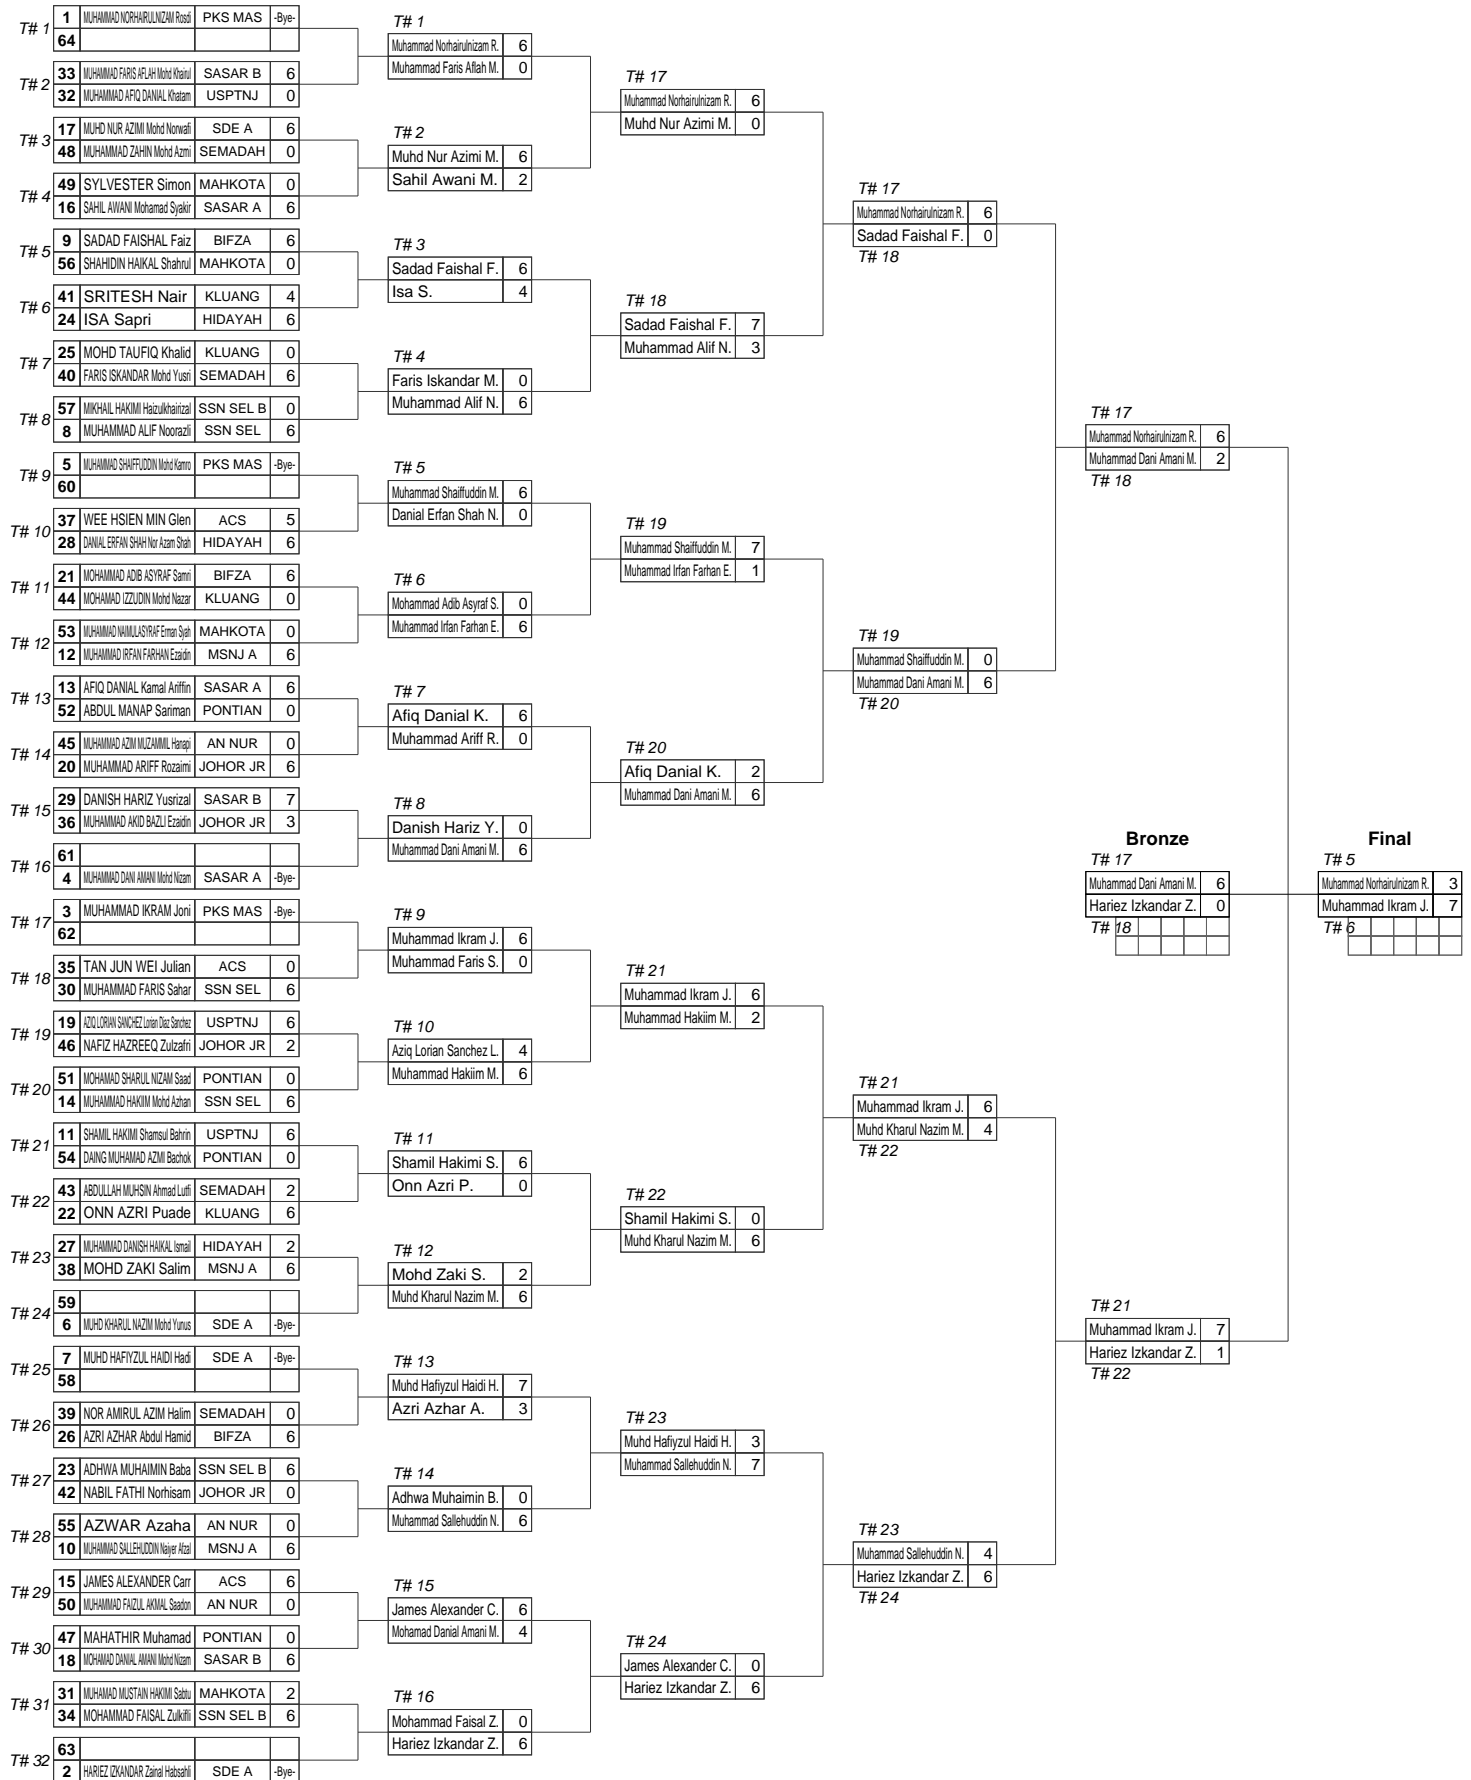 T# 1
1 MUHAMMAD NORHAIRULNIZAM Rosdi PKS MAS -Bye-
64
T# 2
33 MUHAMMAD FARIS AFLAH Mohd Khairul SASAR B 6
32 MUHAMMAD AFIQ DANIAL Khatam USPTNJ 0
T# 3
17 MUHD NUR AZIMI Mohd Norwafi SDE A 6
48 MUHAMMAD ZAHIN Mohd Azmi SEMADAH 0
T# 4
49 SYLVESTER Simon MAHKOTA 0
16 SAHIL AWANI Mohamad Syakir SASAR A 6
T# 5
9 SADAD FAISHAL Faiz BIFZA 6
56 SHAHIDIN HAIKAL Shahrul MAHKOTA 0
T# 6
41 SRITESH Nair KLUANG 4
24 ISA Sapri HIDAYAH 6
T# 7
25 MOHD TAUFIQ Khalid KLUANG 0
40 FARIS ISKANDAR Mohd Yusri SEMADAH 6
T# 8
57 MIKHAIL HAKIMI Haizulkhairizal SSN SEL B 0
8 MUHAMMAD ALIF Noorazli SSN SEL 6
T# 9
5 MUHAMMAD SHAIFFUDDIN Mohd Kamro PKS MAS -Bye-
60
T# 10
37 WEE HSIEN MIN Glen ACS 5
28 DANIAL ERFAN SHAH Nor Azam Shah HIDAYAH 6
T# 11
21 MOHAMMAD ADIB ASYRAF Samri BIFZA 6
44 MOHAMAD IZZUDIN Mohd Nazar KLUANG 0
T# 12
53 MUHAMMAD NAIMULASYRAF Erman Syah MAHKOTA 0
12 MUHAMMAD IRFAN FARHAN Ezaidin MSNJ A 6
T# 13
13 AFIQ DANIAL Kamal Ariffin SASAR A 6
52 ABDUL MANAP Sariman PONTIAN 0
T# 14
45 MUHAMMAD AZIM MUZAMMIL Hanapi AN NUR 0
20 MUHAMMAD ARIFF Rozaimi JOHOR JR 6
T# 15
29 DANISH HARIZ Yusrizal SASAR B 7
36 MUHAMMAD AKID BAZLI Ezaidin JOHOR JR 3
T# 16
61
4 MUHAMMAD DANI AMANI Mohd Nizam SASAR A -Bye-
T# 17
3 MUHAMMAD IKRAM Joni PKS MAS -Bye-
62
T# 18
35 TAN JUN WEI Julian ACS 0
30 MUHAMMAD FARIS Sahar SSN SEL 6
T# 19
19 AZIQ LORIAN SANCHEZ Lorian Diaz Sanchez USPTNJ 6
46 NAFIZ HAZREEQ Zulzafri JOHOR JR 2
T# 20
51 MOHAMAD SHARUL NIZAM Saad PONTIAN 0
14 MUHAMMAD HAKIIM Mohd Azhan SSN SEL 6
T# 21
11 SHAMIL HAKIMI Shamsul Bahrin USPTNJ 6
54 DAING MUHAMAD AZMI Bachok PONTIAN 0
T# 22
43 ABDULLAH MUHSIN Ahmad Lutfi SEMADAH 2
22 ONN AZRI Puade KLUANG 6
T# 23
27 MUHAMMAD DANISH HAIKAL Ismail HIDAYAH 2
38 MOHD ZAKI Salim MSNJ A 6
T# 24
59
6 MUHD KHARUL NAZIM Mohd Yunus SDE A -Bye-
T# 25
7 MUHD HAFIYZUL HAIDI Hadi SDE A -Bye-
58
T# 26
39 NOR AMIRUL AZIM Halim SEMADAH 0
26 AZRI AZHAR Abdul Hamid BIFZA 6
T# 27
23 ADHWA MUHAIMIN Baba SSN SEL B 6
42 NABIL FATHI Norhisam JOHOR JR 0
T# 28
55 AZWAR Azaha AN NUR 0
10 MUHAMMAD SALLEHUDDIN Naiyer Afzal MSNJ A 6
T# 29
15 JAMES ALEXANDER Carr ACS 6
50 MUHAMMAD FAIZUL AKMAL Saadon AN NUR 0
T# 30
47 MAHATHIR Muhamad PONTIAN 0
18 MOHAMAD DANIAL AMANI Mohd Nizam SASAR B 6
T# 31
31 MUHAMAD MUSTAIN HAKIMI Sabtu MAHKOTA 2
34 MOHAMMAD FAISAL Zulkifli SSN SEL B 6
T# 32
63
2 HARIEZ IZKANDAR Zainal Habsahli SDE A -Bye-
T# 1
Muhammad Norhairulnizam R. 6
Muhammad Faris Aflah M. 0
T# 2
Muhd Nur Azimi M. 6
Sahil Awani M. 2
T# 3
Sadad Faishal F. 6
Isa S. 4
T# 4
Faris Iskandar M. 0
Muhammad Alif N. 6
T# 5
Muhammad Shaiffuddin M. 6
Danial Erfan Shah N. 0
T# 6
Mohammad Adib Asyraf S. 0
Muhammad Irfan Farhan E. 6
T# 7
Afiq Danial K. 6
Muhammad Ariff R. 0
T# 8
Danish Hariz Y. 0
Muhammad Dani Amani M. 6
T# 9
Muhammad Ikram J. 6
Muhammad Faris S. 0
T# 10
Aziq Lorian Sanchez L. 4
Muhammad Hakiim M. 6
T# 11
Shamil Hakimi S. 6
Onn Azri P. 0
T# 12
Mohd Zaki S. 2
Muhd Kharul Nazim M. 6
T# 13
Muhd Hafiyzul Haidi H. 7
Azri Azhar A. 3
T# 14
Adhwa Muhaimin B. 0
Muhammad Sallehuddin N. 6
T# 15
James Alexander C. 6
Mohamad Danial Amani M. 4
T# 16
Mohammad Faisal Z. 0
Hariez Izkandar Z. 6
T# 17
Muhammad Norhairulnizam R. 6
Muhd Nur Azimi M. 0
T# 18
Sadad Faishal F. 7
Muhammad Alif N. 3
T# 19
Muhammad Shaiffuddin M. 7
Muhammad Irfan Farhan E. 1
T# 20
Afiq Danial K. 2
Muhammad Dani Amani M. 6
T# 21
Muhammad Ikram J. 6
Muhammad Hakiim M. 2
T# 22
Shamil Hakimi S. 0
Muhd Kharul Nazim M. 6
T# 23
Muhd Hafiyzul Haidi H. 3
Muhammad Sallehuddin N. 7
T# 24
James Alexander C. 0
Hariez Izkandar Z. 6
T# 17
Muhammad Norhairulnizam R. 6
Sadad Faishal F. 0
T# 18
T# 19
Muhammad Shaiffuddin M. 0
Muhammad Dani Amani M. 6
T# 20
T# 21
Muhammad Ikram J. 6
Muhd Kharul Nazim M. 4
T# 22
T# 23
Muhammad Sallehuddin N. 4
Hariez Izkandar Z. 6
T# 24
T# 17
Muhammad Norhairulnizam R. 6
Muhammad Dani Amani M. 2
T# 18
T# 21
Muhammad Ikram J. 7
Hariez Izkandar Z. 1
T# 22
Bronze
T# 17
Muhammad Dani Amani M. 6
Hariez Izkandar Z. 0
T# 18
Final
T# 5
Muhammad Norhairulnizam R. 3
Muhammad Ikram J. 7
T# 6